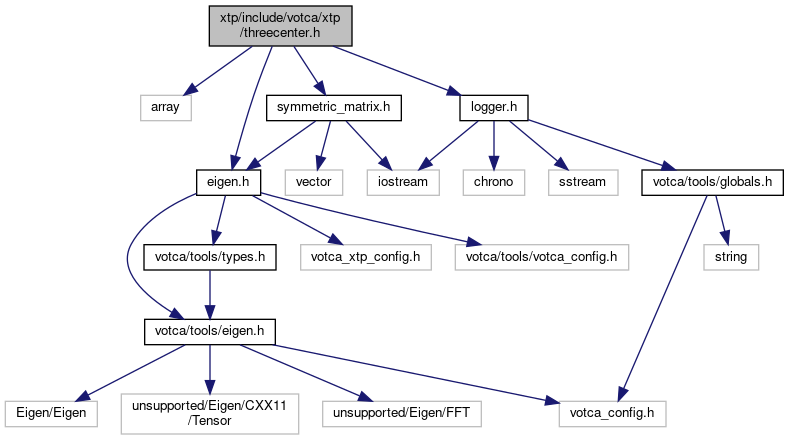 xtp/include/votca/xtp
/threecenter.h
array
symmetric_matrix.h
logger.h
eigen.h
vector
iostream
chrono
sstream
votca/tools/globals.h
votca/tools/types.h
votca_xtp_config.h
votca/tools/votca_config.h
string
votca/tools/eigen.h
Eigen/Eigen
unsupported/Eigen/CXX11
/Tensor
unsupported/Eigen/FFT
votca_config.h